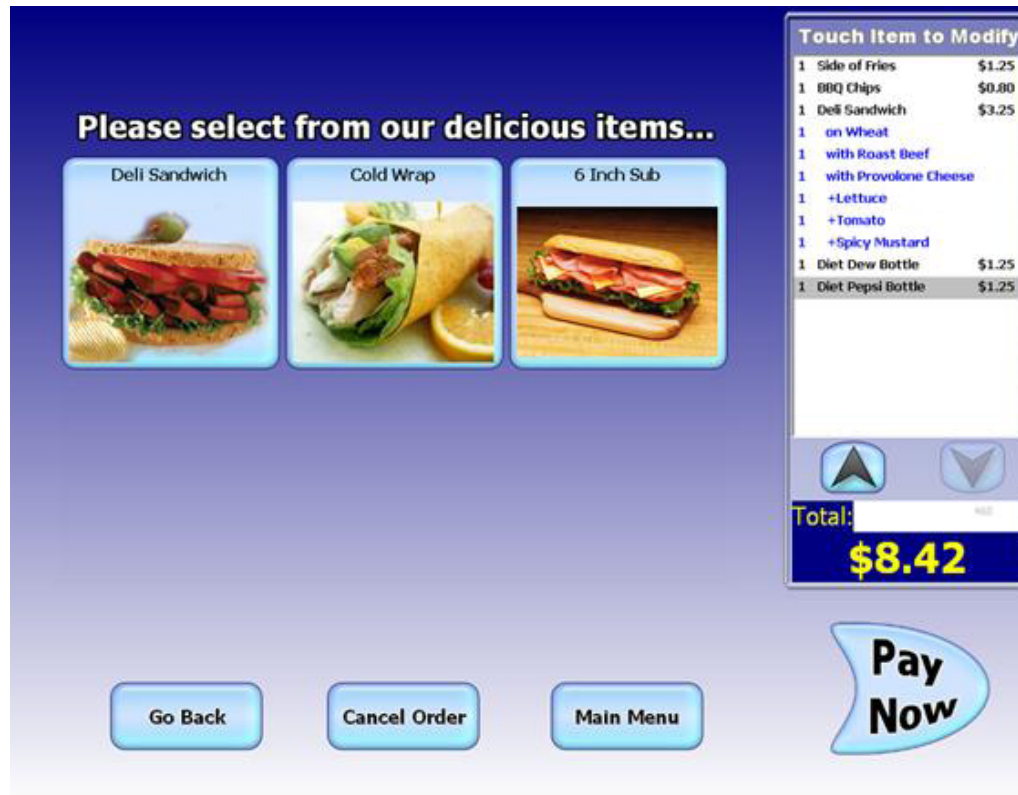 Touch Item to Modify
1 Side of Fries $1.25
1 BBQ Chips $0.80
1 Deli Sandwich $3.25
1 on Wheat
1 with Roast Beef
1 with Provolone Cheese
1 +Lettuce
1 +Tomato
1 +Spicy Mustard
1 Diet Dew Bottle $1.25
1 Diet Pepsi Bottle $1.25
Please select from our delicious items...
Deli Sandwich
Cold Wrap
6 Inch Sub
Total:
$8.42
Pay
Now
Go Back
Cancel Order
Main Menu